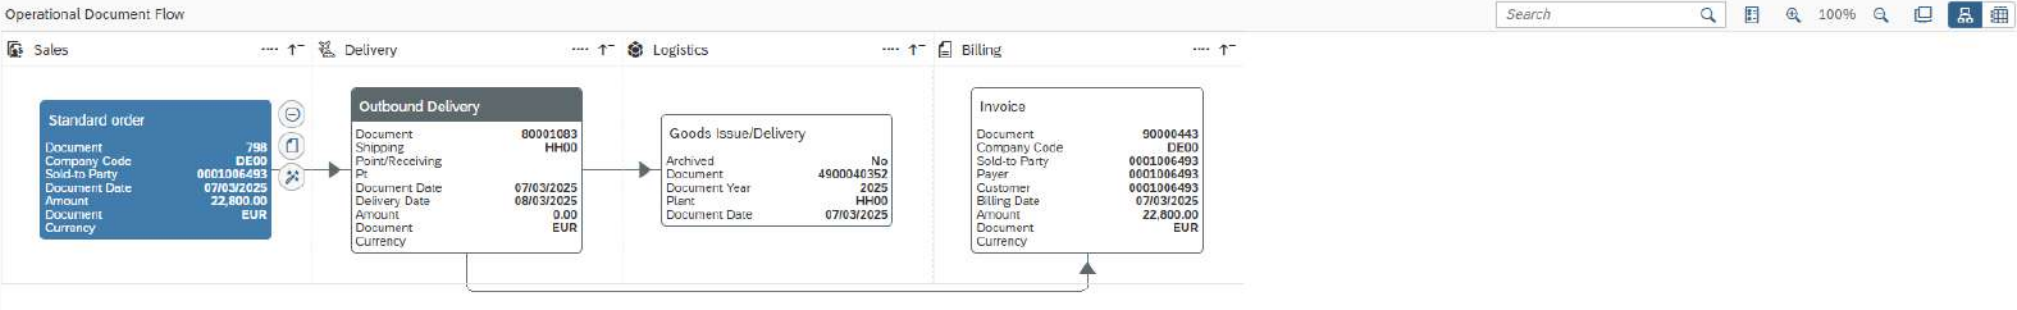 Operational Document Flow
Search
100%
Sales
Delivery
Logistics
Billing
Standard order
Document 798
Company Code DE00
Sold-to Party 0001006493
Document Date 07/03/2025
Amount 22,800.00
Document EUR
Currency
Outbound Delivery
Document 80001083
Shipping HH00
Point/Receiving
Pt
Document Date 07/03/2025
Delivery Date 08/03/2025
Amount 0.00
Document EUR
Currency
Goods Issue/Delivery
Archived No
Document 4900040352
Document Year 2025
Plant HH00
Document Date 07/03/2025
Invoice
Document 90000443
Company Code DE00
Sold-to Party 0001006493
Payer 0001006493
Customer 0001006493
Billing Date 07/03/2025
Amount 22,800.00
Document EUR
Currency